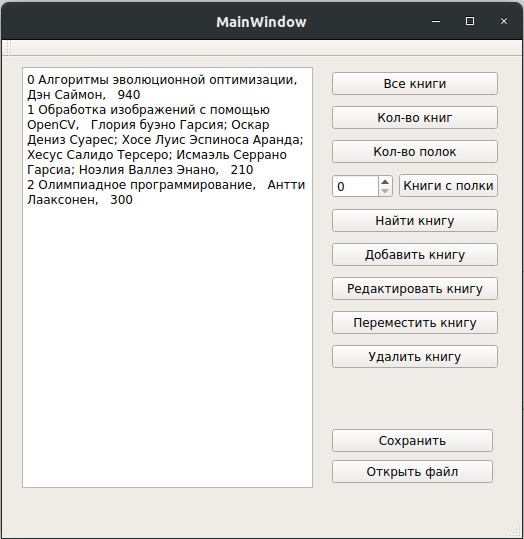 MainWindow
0 Алгоритмы эволюционной оптимизации,
Дэн Саймон, 940
1 Обработка изображений с помощью
OpenCV, Глория буэно Гарсия; Оскар
Дениз Суарес; Хосе Луис Эспиноса Аранда;
Хесус Салидо Терсеро; Исмаэль Серрано
Гарсиа; Ноэлия Валлез Энано, 210
2 Олимпиадное программирование, Антти
Лааксонен, 300
Все книги
Кол-во книг
Кол-во полок
0 Книги с полки
Найти книгу
Добавить книгу
Редактировать книгу
Переместить книгу
Удалить книгу
Сохранить
Открыть файл